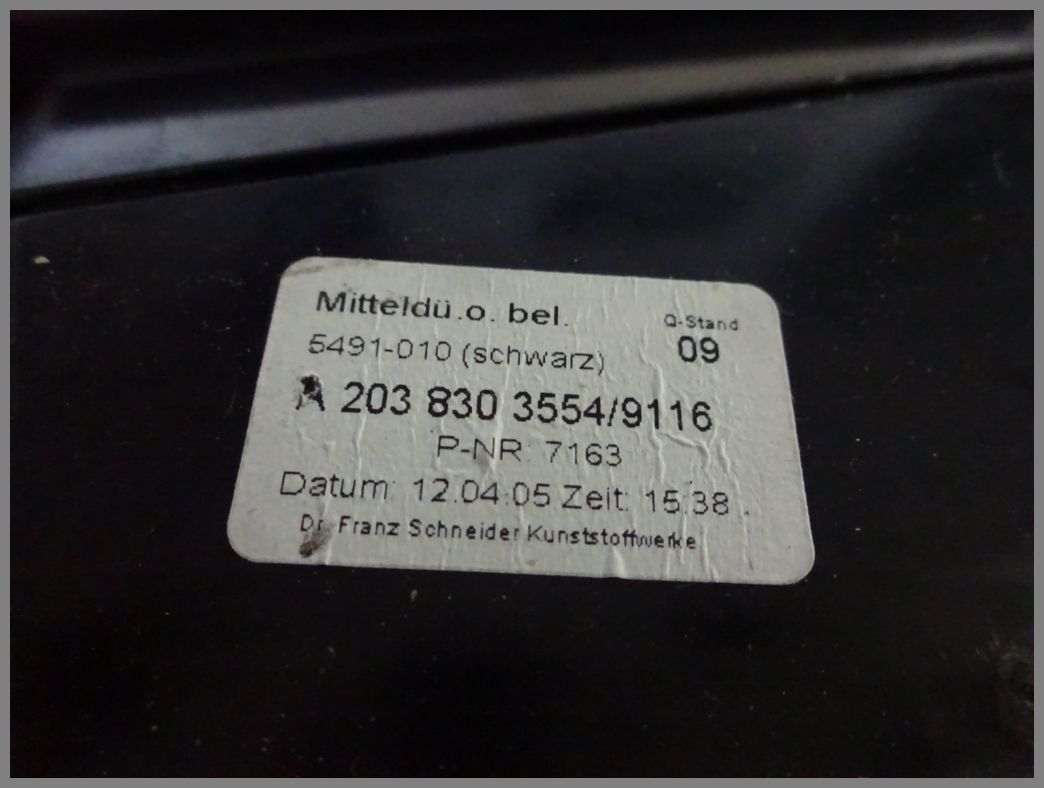 Mitteldü.o. bel.
Q-Stand
09
5491-010 (schwarz)
A 203 830 3554/9116
P-NR: 7163
Datum: 12.04.05 Zeit: 15:38
Dr. Franz Schneider Kunststoffwerke